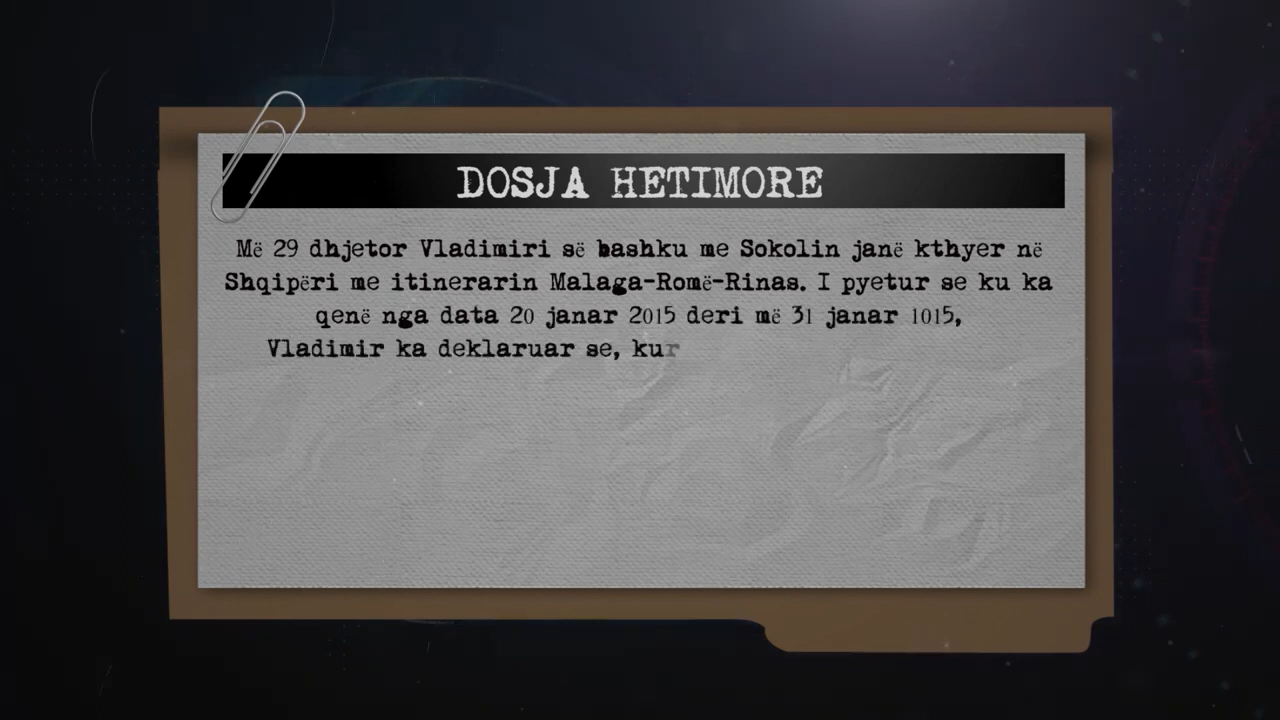 DOSJA HETIMORE
Më 29 dhjetor Vladimiri së bashku me Sokolin janë kthyer në
Shqipëri me itinerarin Malaga-Romë-Rinas. I pyetur se ku ka
qenë nga data 20 janar 2015 deri më 31 janar 1015,
Vladimir ka deklaruar se, kur